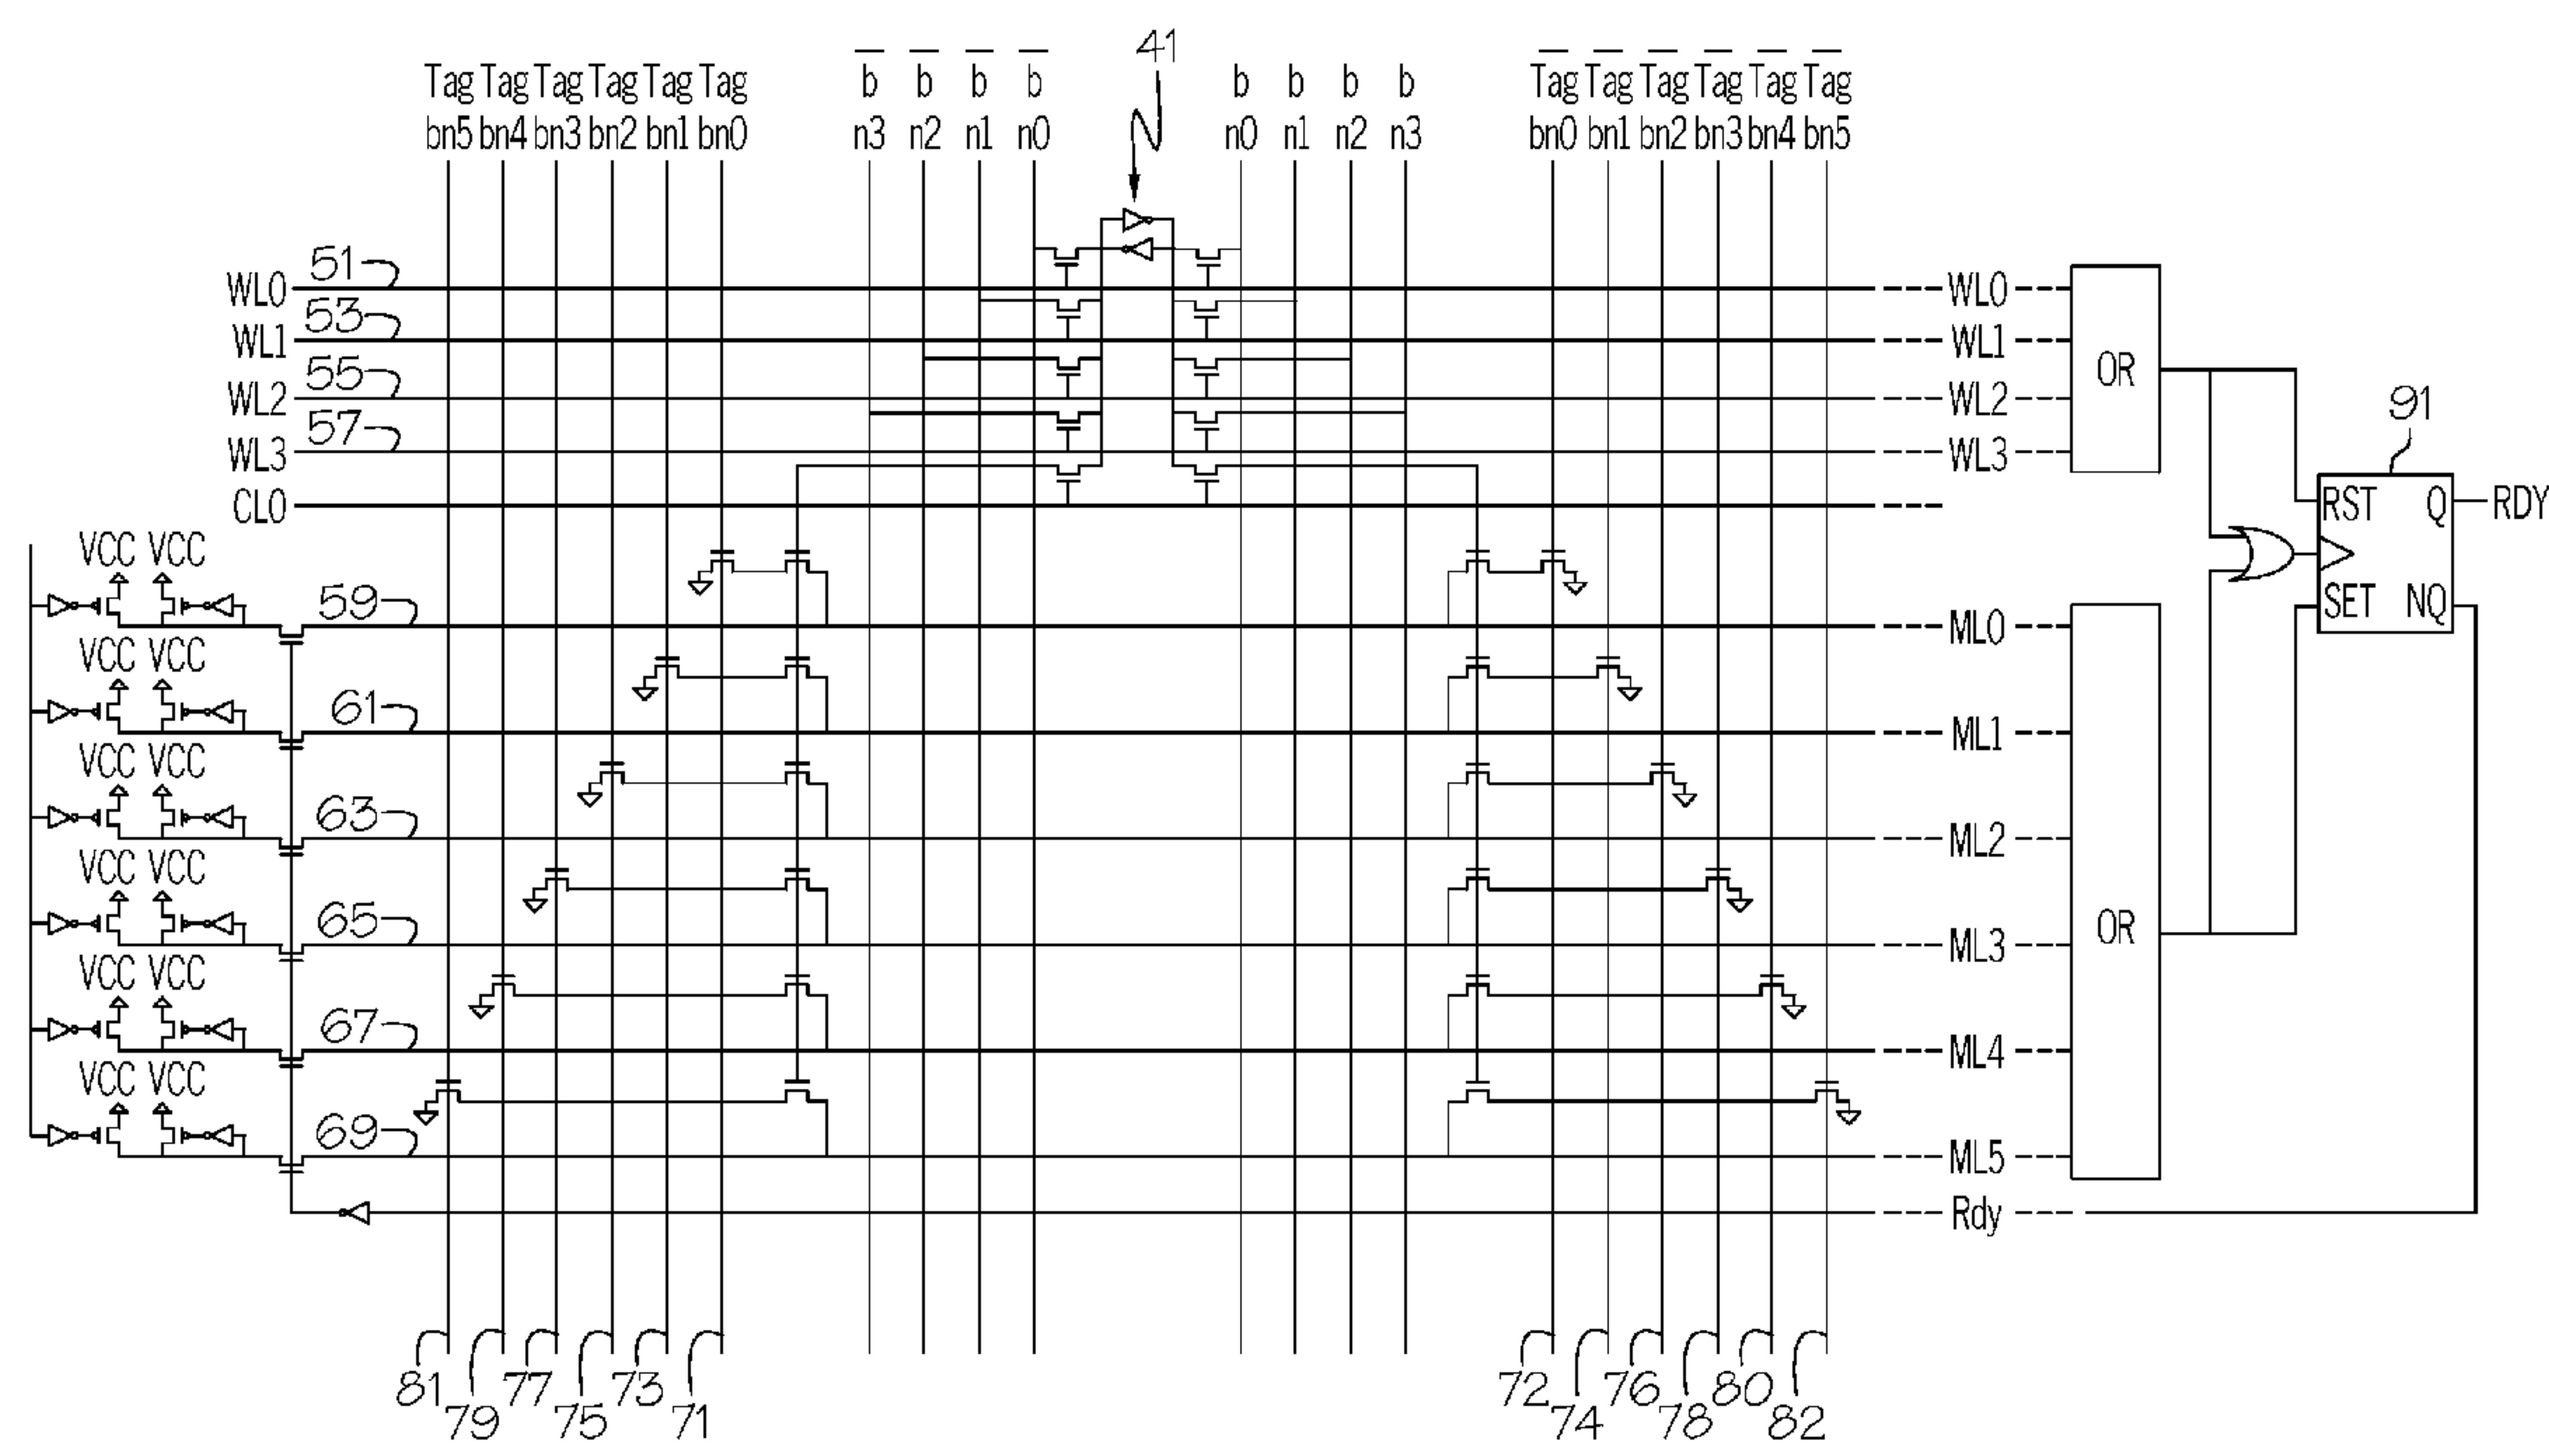 41
Tag Tag Tag Tag Tag Tag b b b b b b b b Tag Tag Tag Tag Tag Tag
bn5 bn4 bn3 bn2 bn1 bn0 n3 n2 n1 n0 n0 n1 n2 n3 bn0 bn1 bn2 bn3 bn4 bn5
WL0 51 WL0
WL1 53 WL1
OR
WL2 55 WL2
91
WL3 57 WL3
CL0
RST Q RDY
SET NQ
VCC VCC
59 ML0
VCC VCC
61 ML1
VCC VCC
63 ML2
VCC VCC
65 ML3
OR
VCC VCC
67 ML4
VCC VCC
69 ML5
Rdy
81 77 73 72 76 80
79 75 71 74 78 82